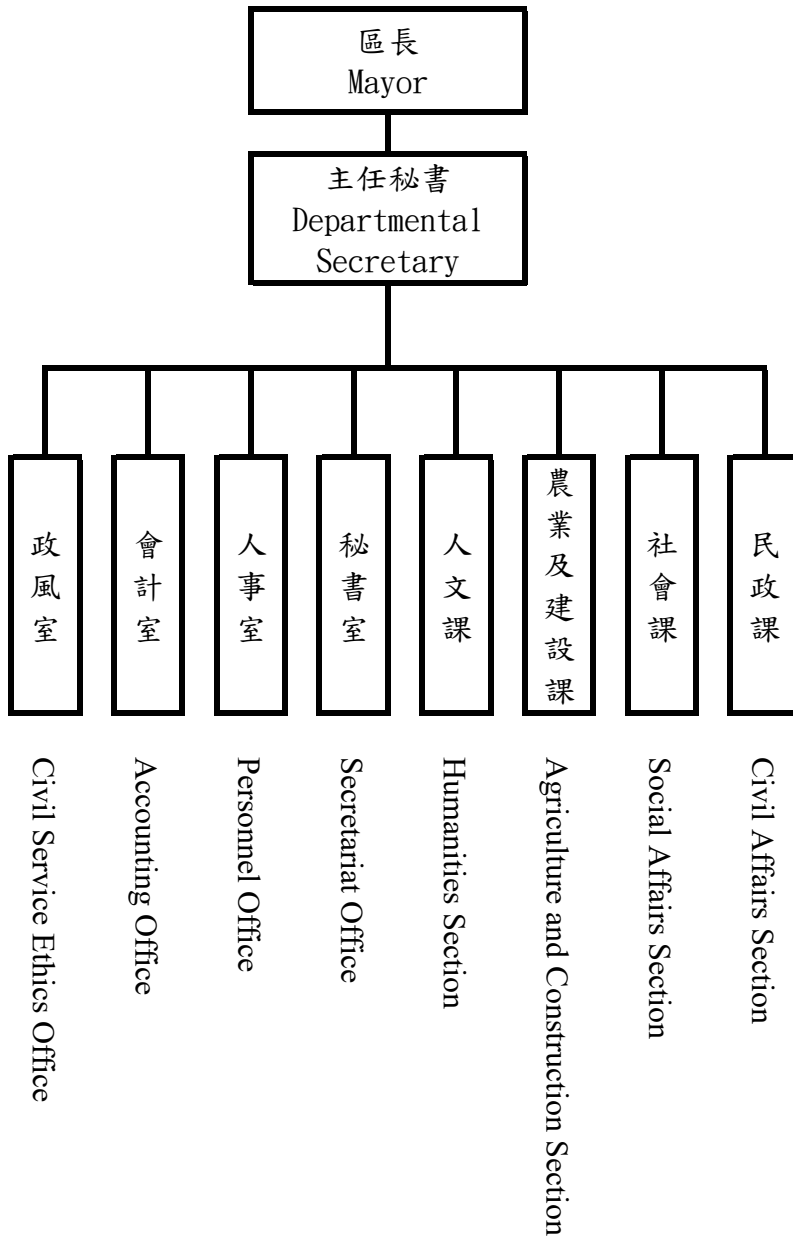 區長
Mayor
主任秘書
Departmental
Secretary
政風室
會計室
人事室
秘書室
人文課
農業及建設課
社會課
民政課
Civil Service Ethics Office
Accounting Office
Personnel Office
Secretariat Office
Humanities Section
Agriculture and Construction Section
Social Affairs Section
Civil Affairs Section